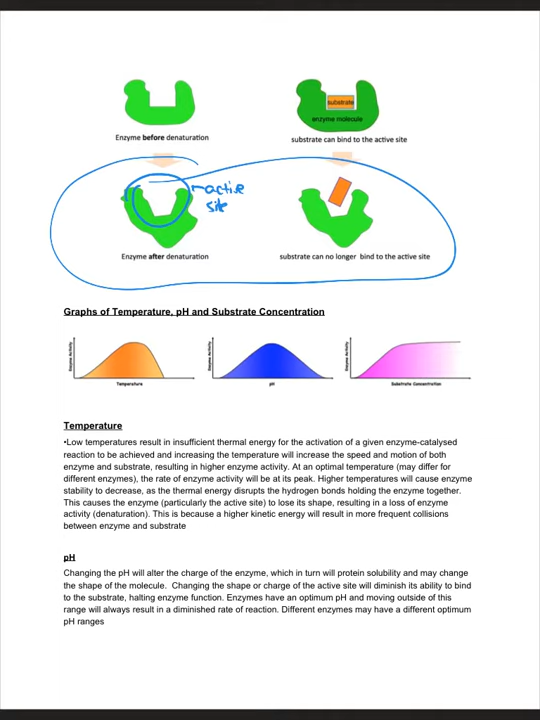 substrate
enzyme molecule
Enzyme before denaturation
substrate can bind to the active site
active
site
Enzyme after denaturation
substrate can no longer bind to the active site
Graphs of Temperature, pH and Substrate Concentration
Enzyme Activity
Enzyme Activity
Enzyme Activity
Temperature
pH
Substrate Concentration
Temperature
•Low temperatures result in insufficient thermal energy for the activation of a given enzyme-catalysed
reaction to be achieved and increasing the temperature will increase the speed and motion of both
enzyme and substrate, resulting in higher enzyme activity. At an optimal temperature (may differ for
different enzymes), the rate of enzyme activity will be at its peak. Higher temperatures will cause enzyme
stability to decrease, as the thermal energy disrupts the hydrogen bonds holding the enzyme together.
This causes the enzyme (particularly the active site) to lose its shape, resulting in a loss of enzyme
activity (denaturation). This is because a higher kinetic energy will result in more frequent collisions
between enzyme and substrate
pH
Changing the pH will alter the charge of the enzyme, which in turn will protein solubility and may change
the shape of the molecule.  Changing the shape or charge of the active site will diminish its ability to bind
to the substrate, halting enzyme function. Enzymes have an optimum pH and moving outside of this
range will always result in a diminished rate of reaction. Different enzymes may have a different optimum
pH ranges